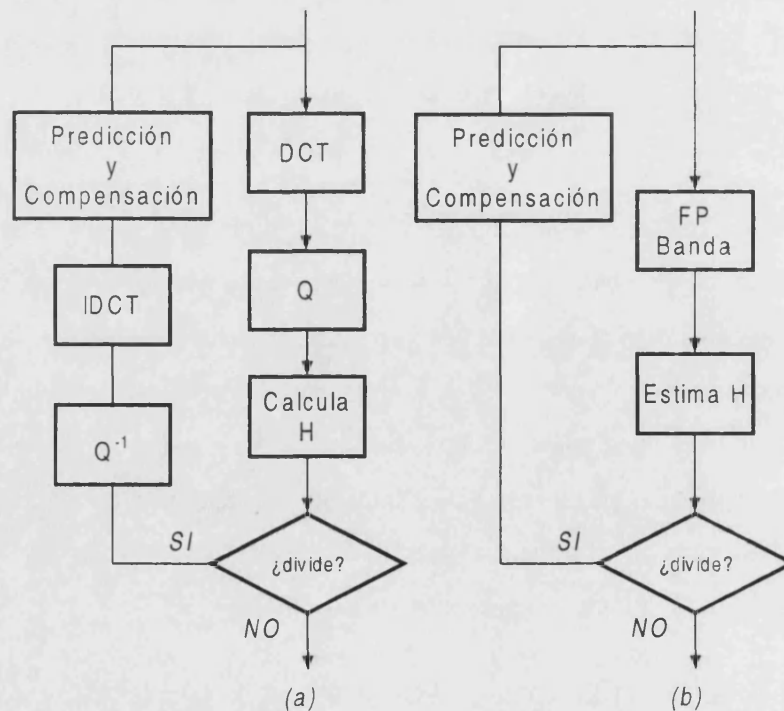 Predicción
y
Compensación
IDCT
Q⁻¹
SI
DCT
Q
Calcula
H
¿divide?
NO
(a)
Predicción
y
Compensación
SI
FP
Banda
Estima H
¿divide?
NO
(b)